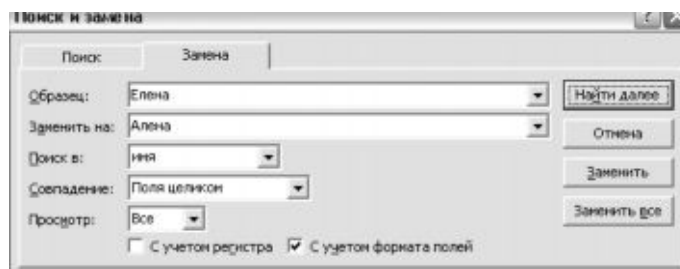 Поиск и замена
Поиск Замена
Образец: Елена Найти далее
Заменить на: Алена Отмена
Поиск в: имя Заменить
Совпадение: Поля целиком Заменить все
Просмотр: Все
С учетом регистра С учетом формата полей